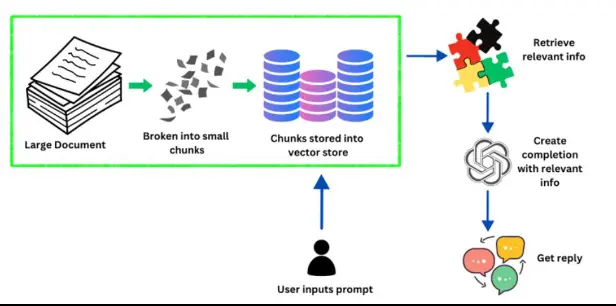 Large Document
Broken into small
chunks
Chunks stored into
vector store
Retrieve
relevant info
Create
completion
with relevant
info
Get reply
User inputs prompt